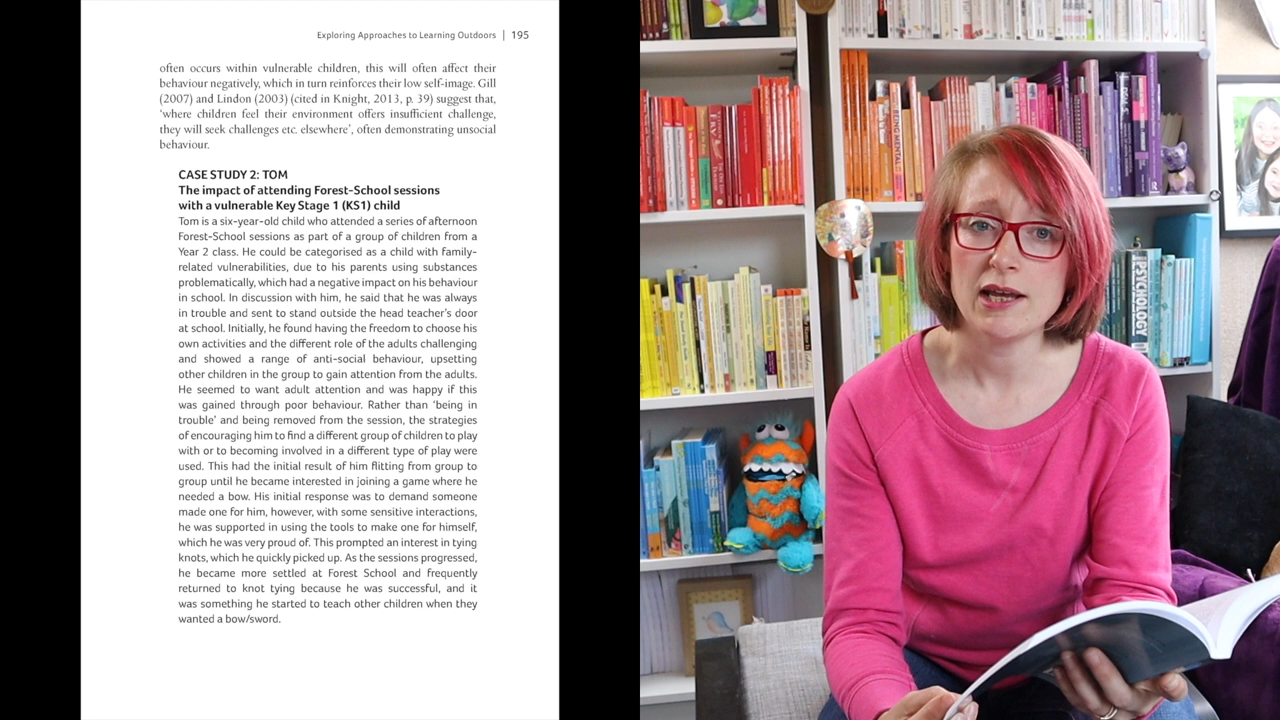 Exploring Approaches to Learning Outdoors | 195
often occurs within vulnerable children, this will often affect their
behaviour negatively, which in turn reinforces their low self-image. Gill
(2007) and Lindon (2003) (cited in Knight, 2013, p. 39) suggest that,
‘where children feel their environment offers insufficient challenge,
they will seek challenges etc. elsewhere’, often demonstrating unsocial
behaviour.
CASE STUDY 2: TOM
The impact of attending Forest-School sessions
with a vulnerable Key Stage 1 (KS1) child
Tom is a six-year-old child who attended a series of afternoon
Forest-School sessions as part of a group of children from a
Year 2 class. He could be categorised as a child with family-
related vulnerabilities, due to his parents using substances
problematically, which had a negative impact on his behaviour
in school. In discussion with him, he said that he was always
in trouble and sent to stand outside the head teacher’s door
at school. Initially, he found having the freedom to choose his
own activities and the different role of the adults challenging
and showed a range of anti-social behaviour, upsetting
other children in the group to gain attention from the adults.
He seemed to want adult attention and was happy if this
was gained through poor behaviour. Rather than ‘being in
trouble’ and being removed from the session, the strategies
of encouraging him to find a different group of children to play
with or to becoming involved in a different type of play were
used. This had the initial result of him flitting from group to
group until he became interested in joining a game where he
needed a bow. His initial response was to demand someone
made one for him, however, with some sensitive interactions,
he was supported in using the tools to make one for himself,
which he was very proud of. This prompted an interest in tying
knots, which he quickly picked up. As the sessions progressed,
he became more settled at Forest School and frequently
returned to knot tying because he was successful, and it
was something he started to teach other children when they
wanted a bow/sword.
BEING MENTAL
PSYCHOLOGY